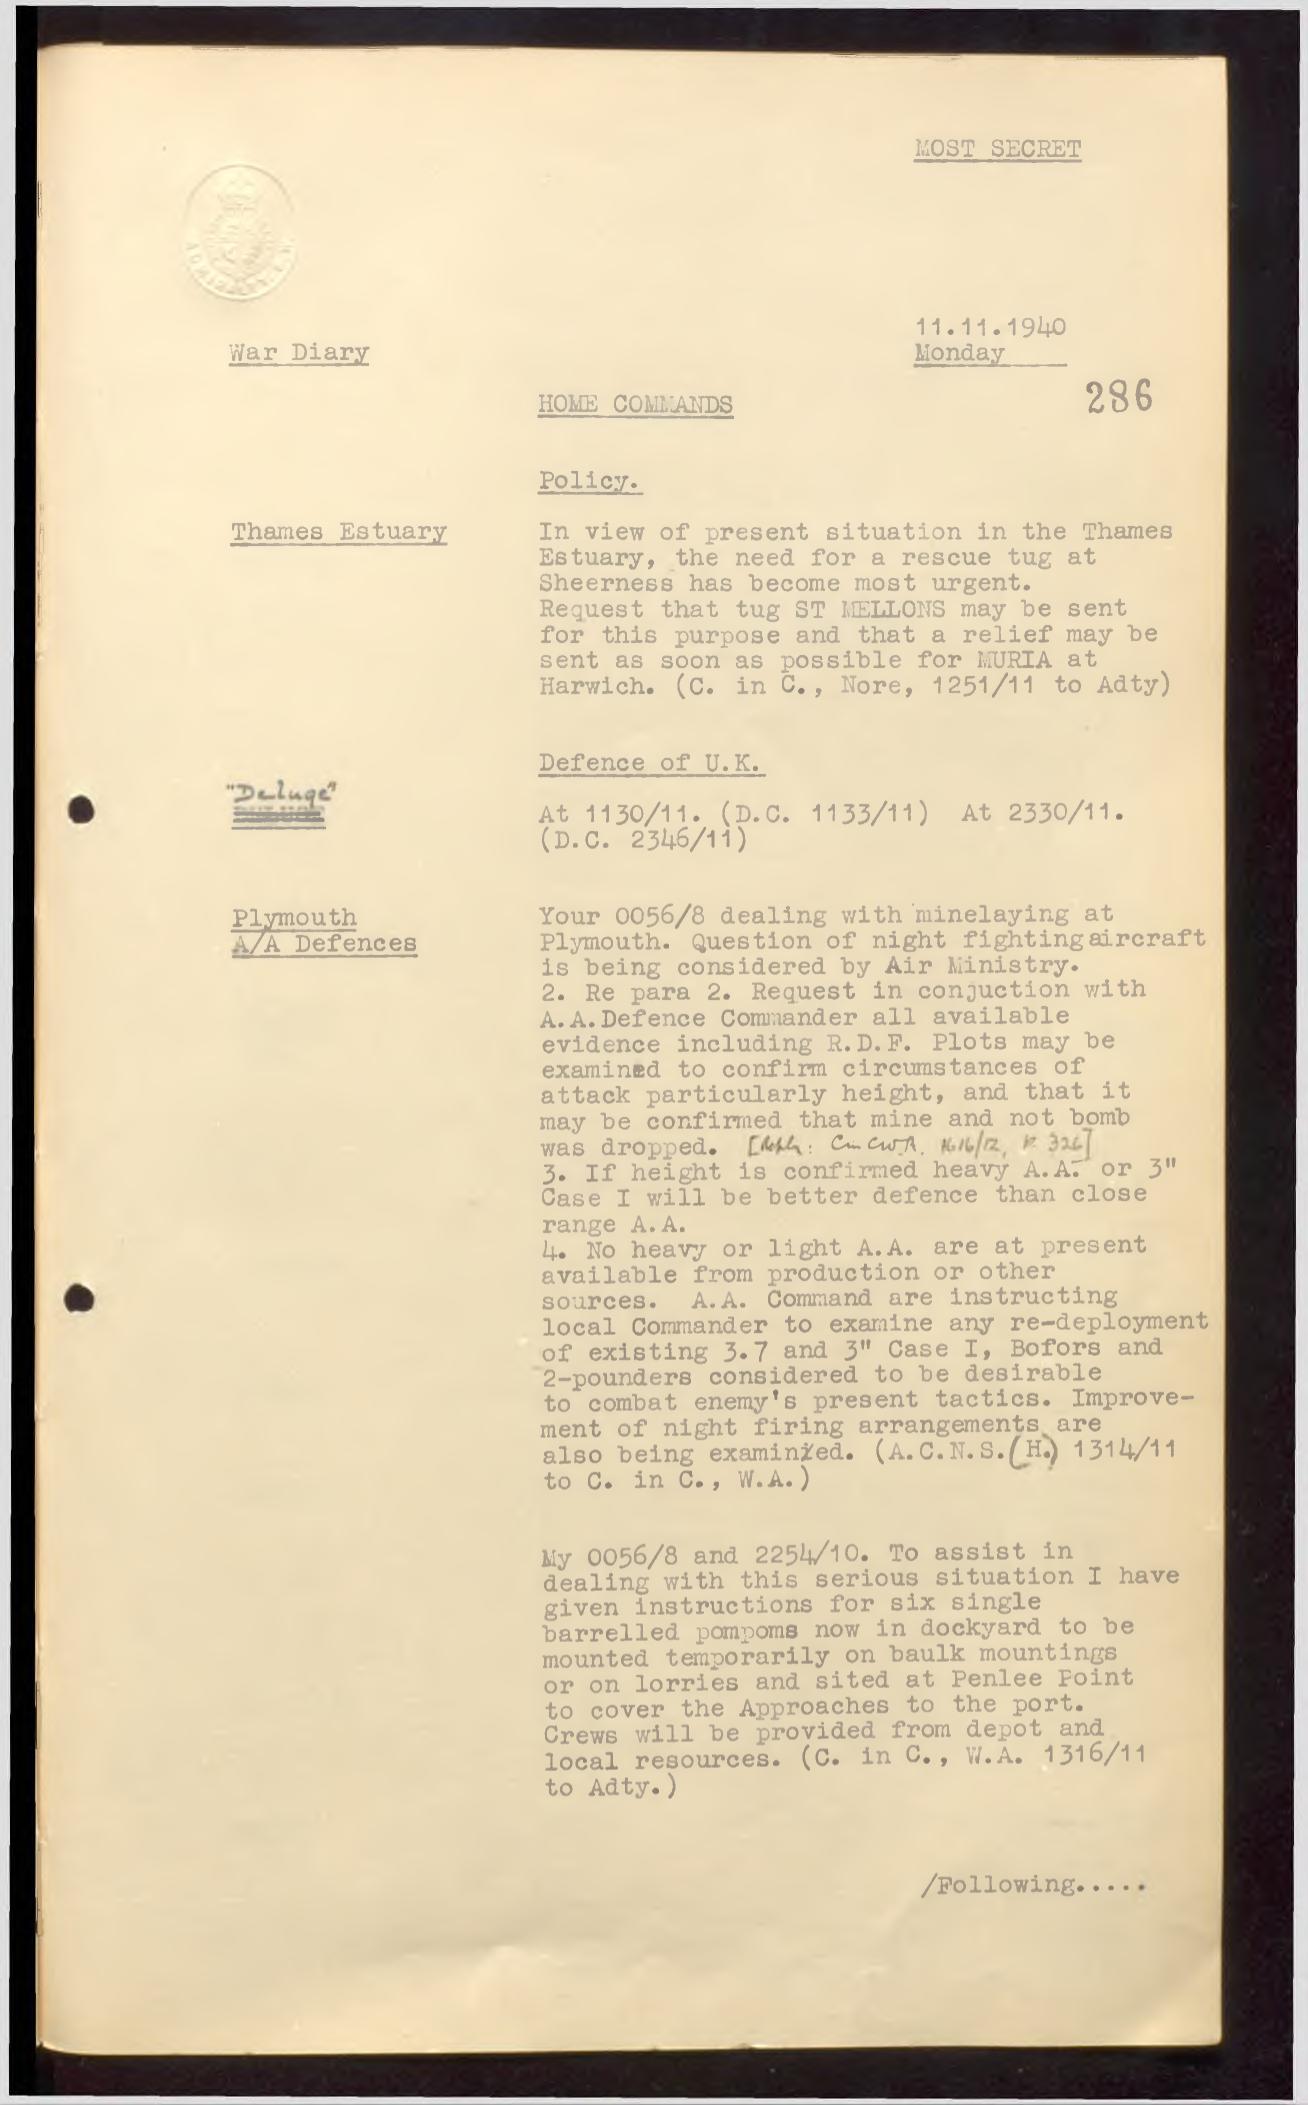 MOST SECRET
ADMIRALTY
11.11.1940
War Diary
Monday
286
HOME COMMANDS
Policy.
Thames Estuary
In view of present situation in the Thames
Estuary, the need for a rescue tug at
Sheerness has become most urgent.
Request that tug ST MELLONS may be sent
for this purpose and that a relief may be
sent as soon as possible for MURIA at
Harwich. (C. in C., Nore, 1251/11 to Adty)
Defence of U.K.
"Deluge"
At 1130/11. (D.C. 1133/11) At 2330/11.
(D.C. 2346/11)
Plymouth
A/A Defences
Your 0056/8 dealing with minelaying at
Plymouth. Question of night fighting aircraft
is being considered by Air Ministry.
2. Re para 2. Request in conjuction with
A.A.Defence Commander all available
evidence including R.D.F. Plots may be
examined to confirm circumstances of
attack particularly height, and that it
may be confirmed that mine and not bomb
was dropped. [ : CinCWA, 1616/12, P. 326]
3. If height is confirmed heavy A.A. or 3"
Case I will be better defence than close
range A.A.
4. No heavy or light A.A. are at present
available from production or other
sources. A.A. Command are instructing
local Commander to examine any re-deployment
of existing 3.7 and 3" Case I, Bofors and
2-pounders considered to be desirable
to combat enemy's present tactics. Improve-
ment of night firing arrangements are
also being examined. (A.C.N.S.(H.) 1314/11
to C. in C., W.A.)
My 0056/8 and 2254/10. To assist in
dealing with this serious situation I have
given instructions for six single
barrelled pompoms now in dockyard to be
mounted temporarily on baulk mountings
or on lorries and sited at Penlee Point
to cover the Approaches to the port.
Crews will be provided from depot and
local resources. (C. in C., W.A. 1316/11
to Adty.)
/Following.....